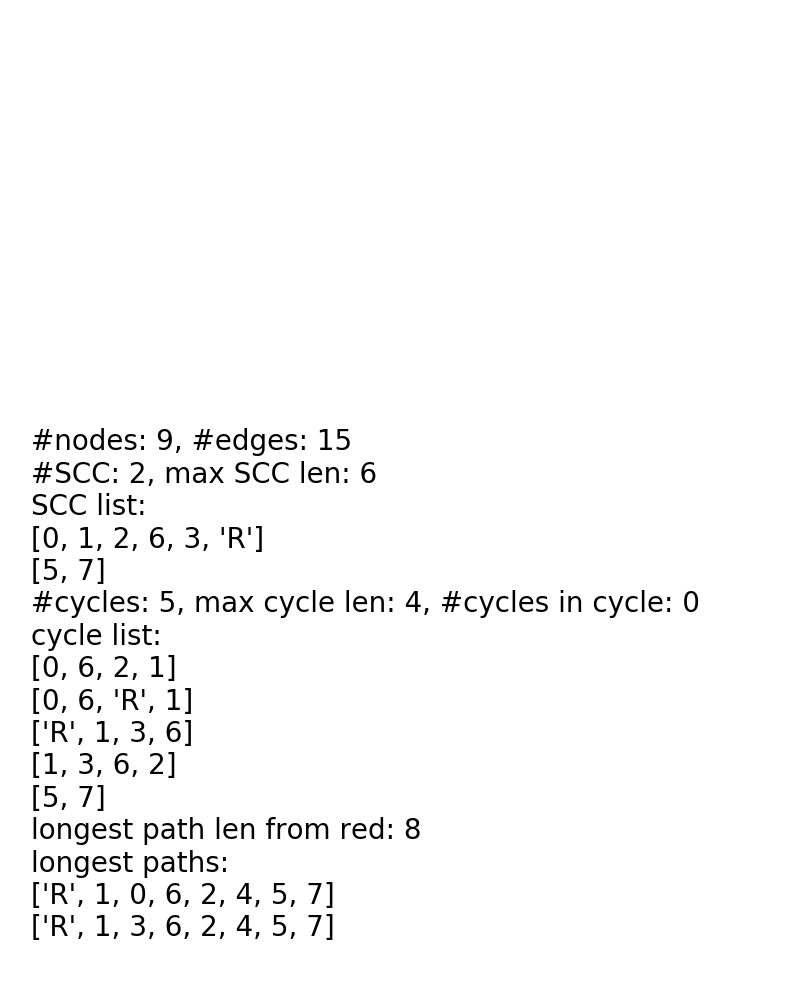 #nodes: 9, #edges: 15
#SCC: 2, max SCC len: 6
SCC list:
[0, 1, 2, 6, 3, 'R']
[5, 7]
#cycles: 5, max cycle len: 4, #cycles in cycle: 0
cycle list:
[0, 6, 2, 1]
[0, 6, 'R', 1]
['R', 1, 3, 6]
[1, 3, 6, 2]
[5, 7]
longest path len from red: 8
longest paths:
['R', 1, 0, 6, 2, 4, 5, 7]
['R', 1, 3, 6, 2, 4, 5, 7]